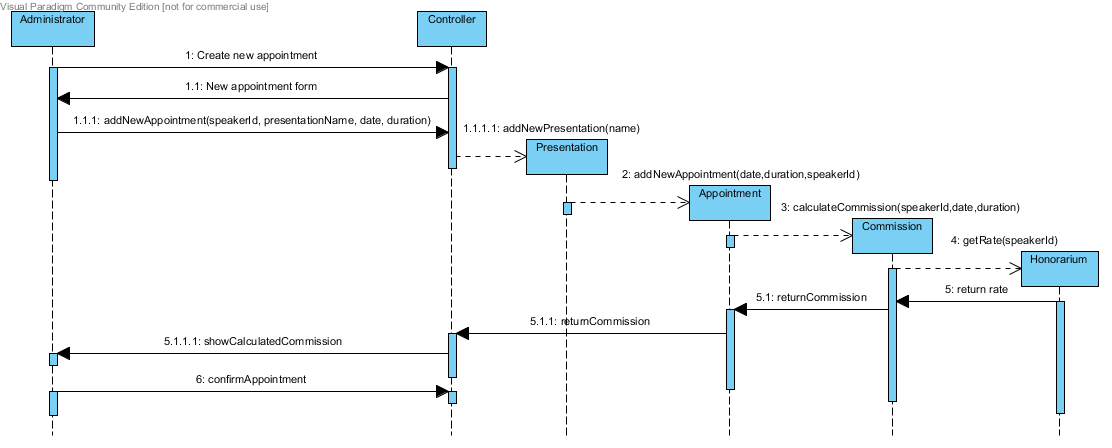 Visual Paradigm Community Edition [not for commercial use]
Administrator
Controller
1: Create new appointment
1.1: New appointment form
1.1.1: addNewAppointment(speakerId, presentationName, date, duration)
1.1.1.1: addNewPresentation(name)
Presentation
2: addNewAppointment(date,duration,speakerId)
Appointment
3: calculateCommission(speakerId,date,duration)
Commission
4: getRate(speakerId)
Honorarium
5: return rate
5.1: returnCommission
5.1.1: returnCommission
5.1.1.1: showCalculatedCommission
6: confirmAppointment